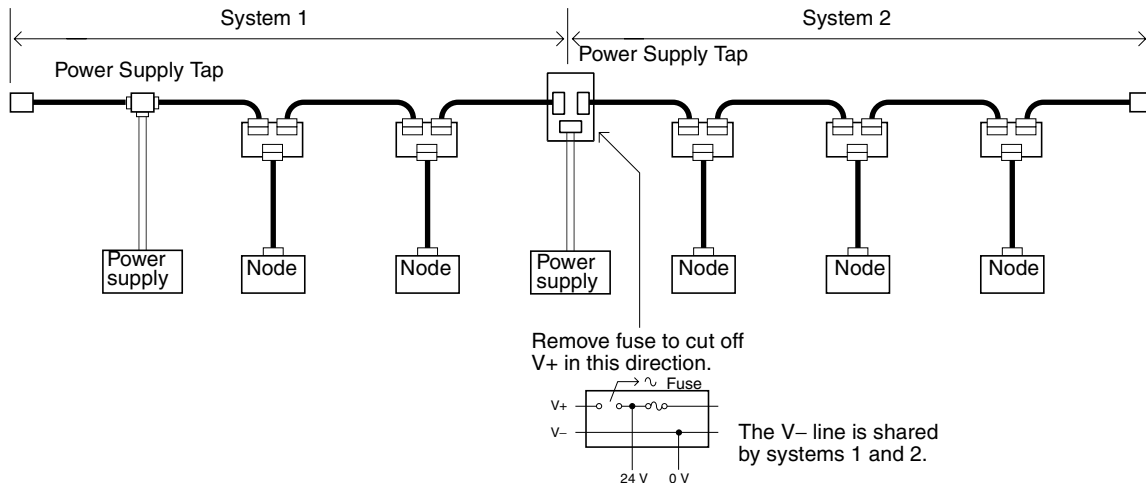 System 1
System 2
Power Supply Tap
Power Supply Tap
Power
supply
Node
Node
Power
supply
Node
Node
Node
Remove fuse to cut off
V+ in this direction.
Fuse
V+
V–
24 V
0 V
The V– line is shared
by systems 1 and 2.